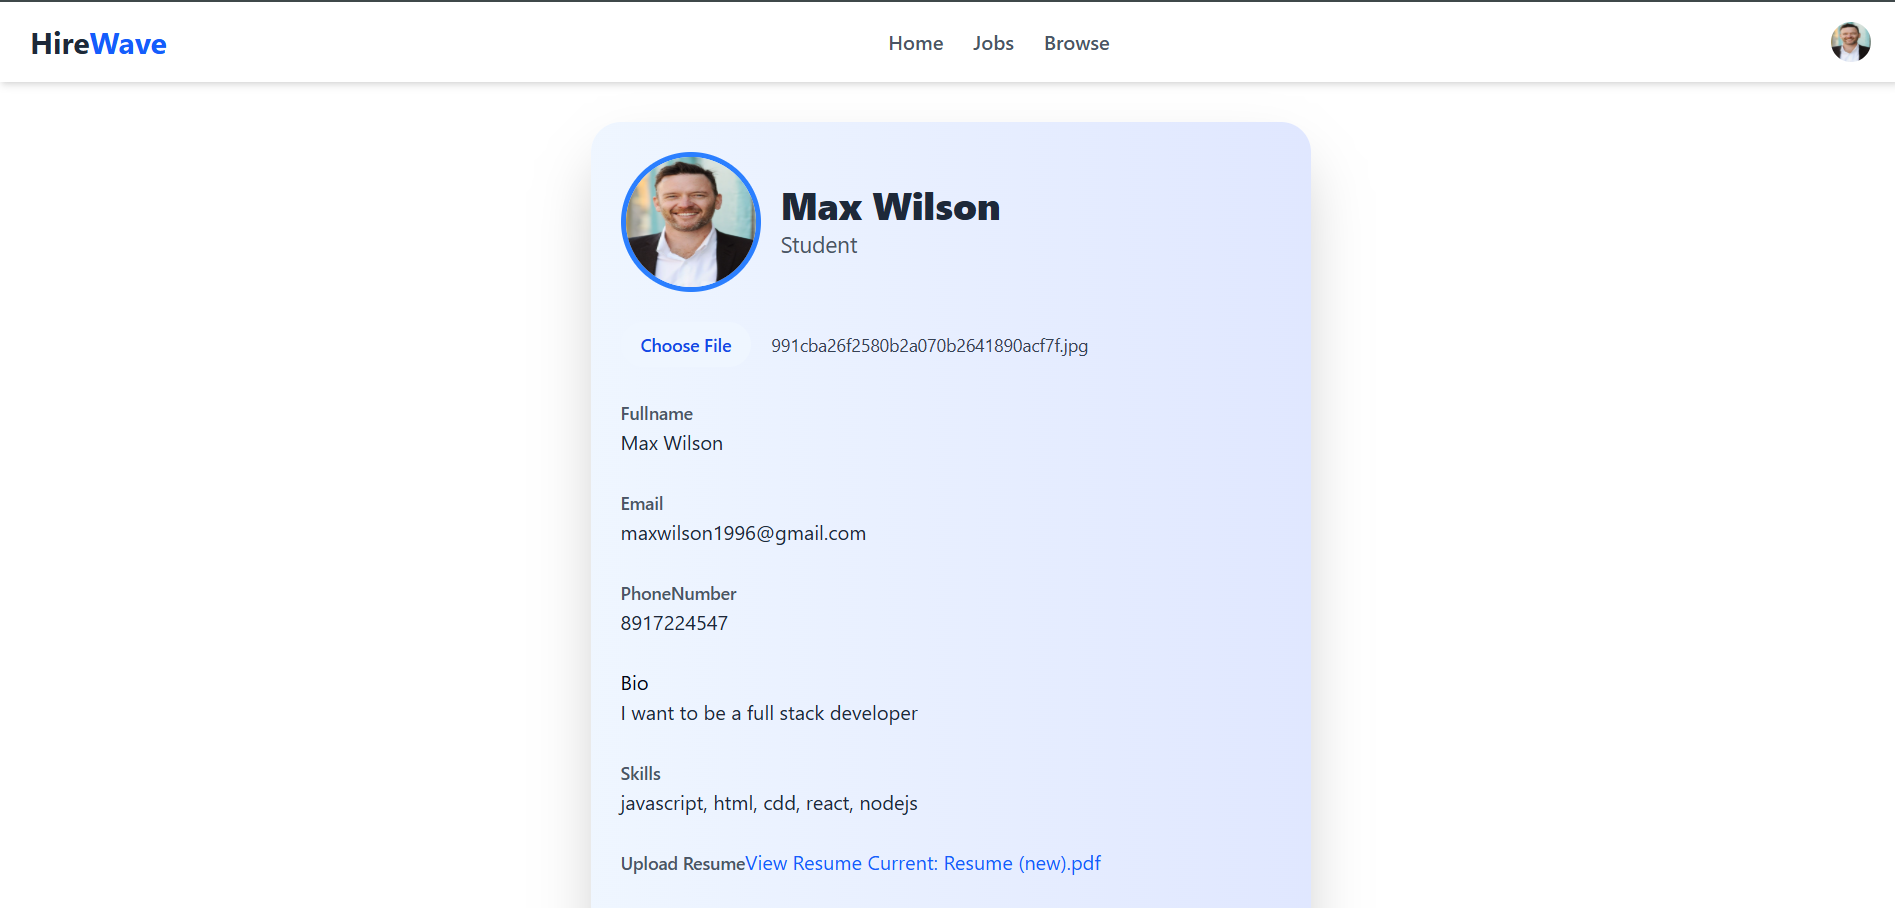 HireWave
Home Jobs Browse
Max Wilson
Student
Choose File 991cba26f2580b2a070b2641890acf7f.jpg
Fullname
Max Wilson
Email
maxwilson1996@gmail.com
PhoneNumber
8917224547
Bio
I want to be a full stack developer
Skills
javascript, html, cdd, react, nodejs
Upload ResumeView Resume Current: Resume (new).pdf